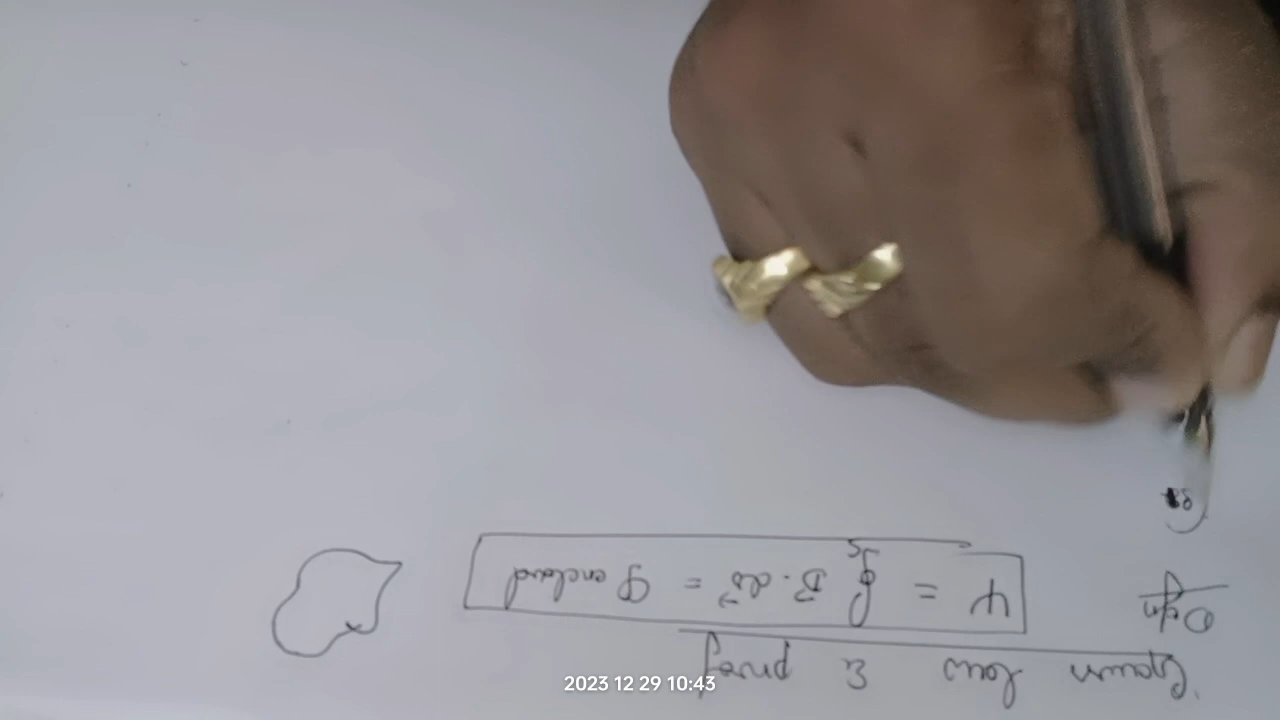 Gauss law & proof
Defn
ψ = ∮s D̄. ds̄ = Q enclosed
2023 12 29 10:43